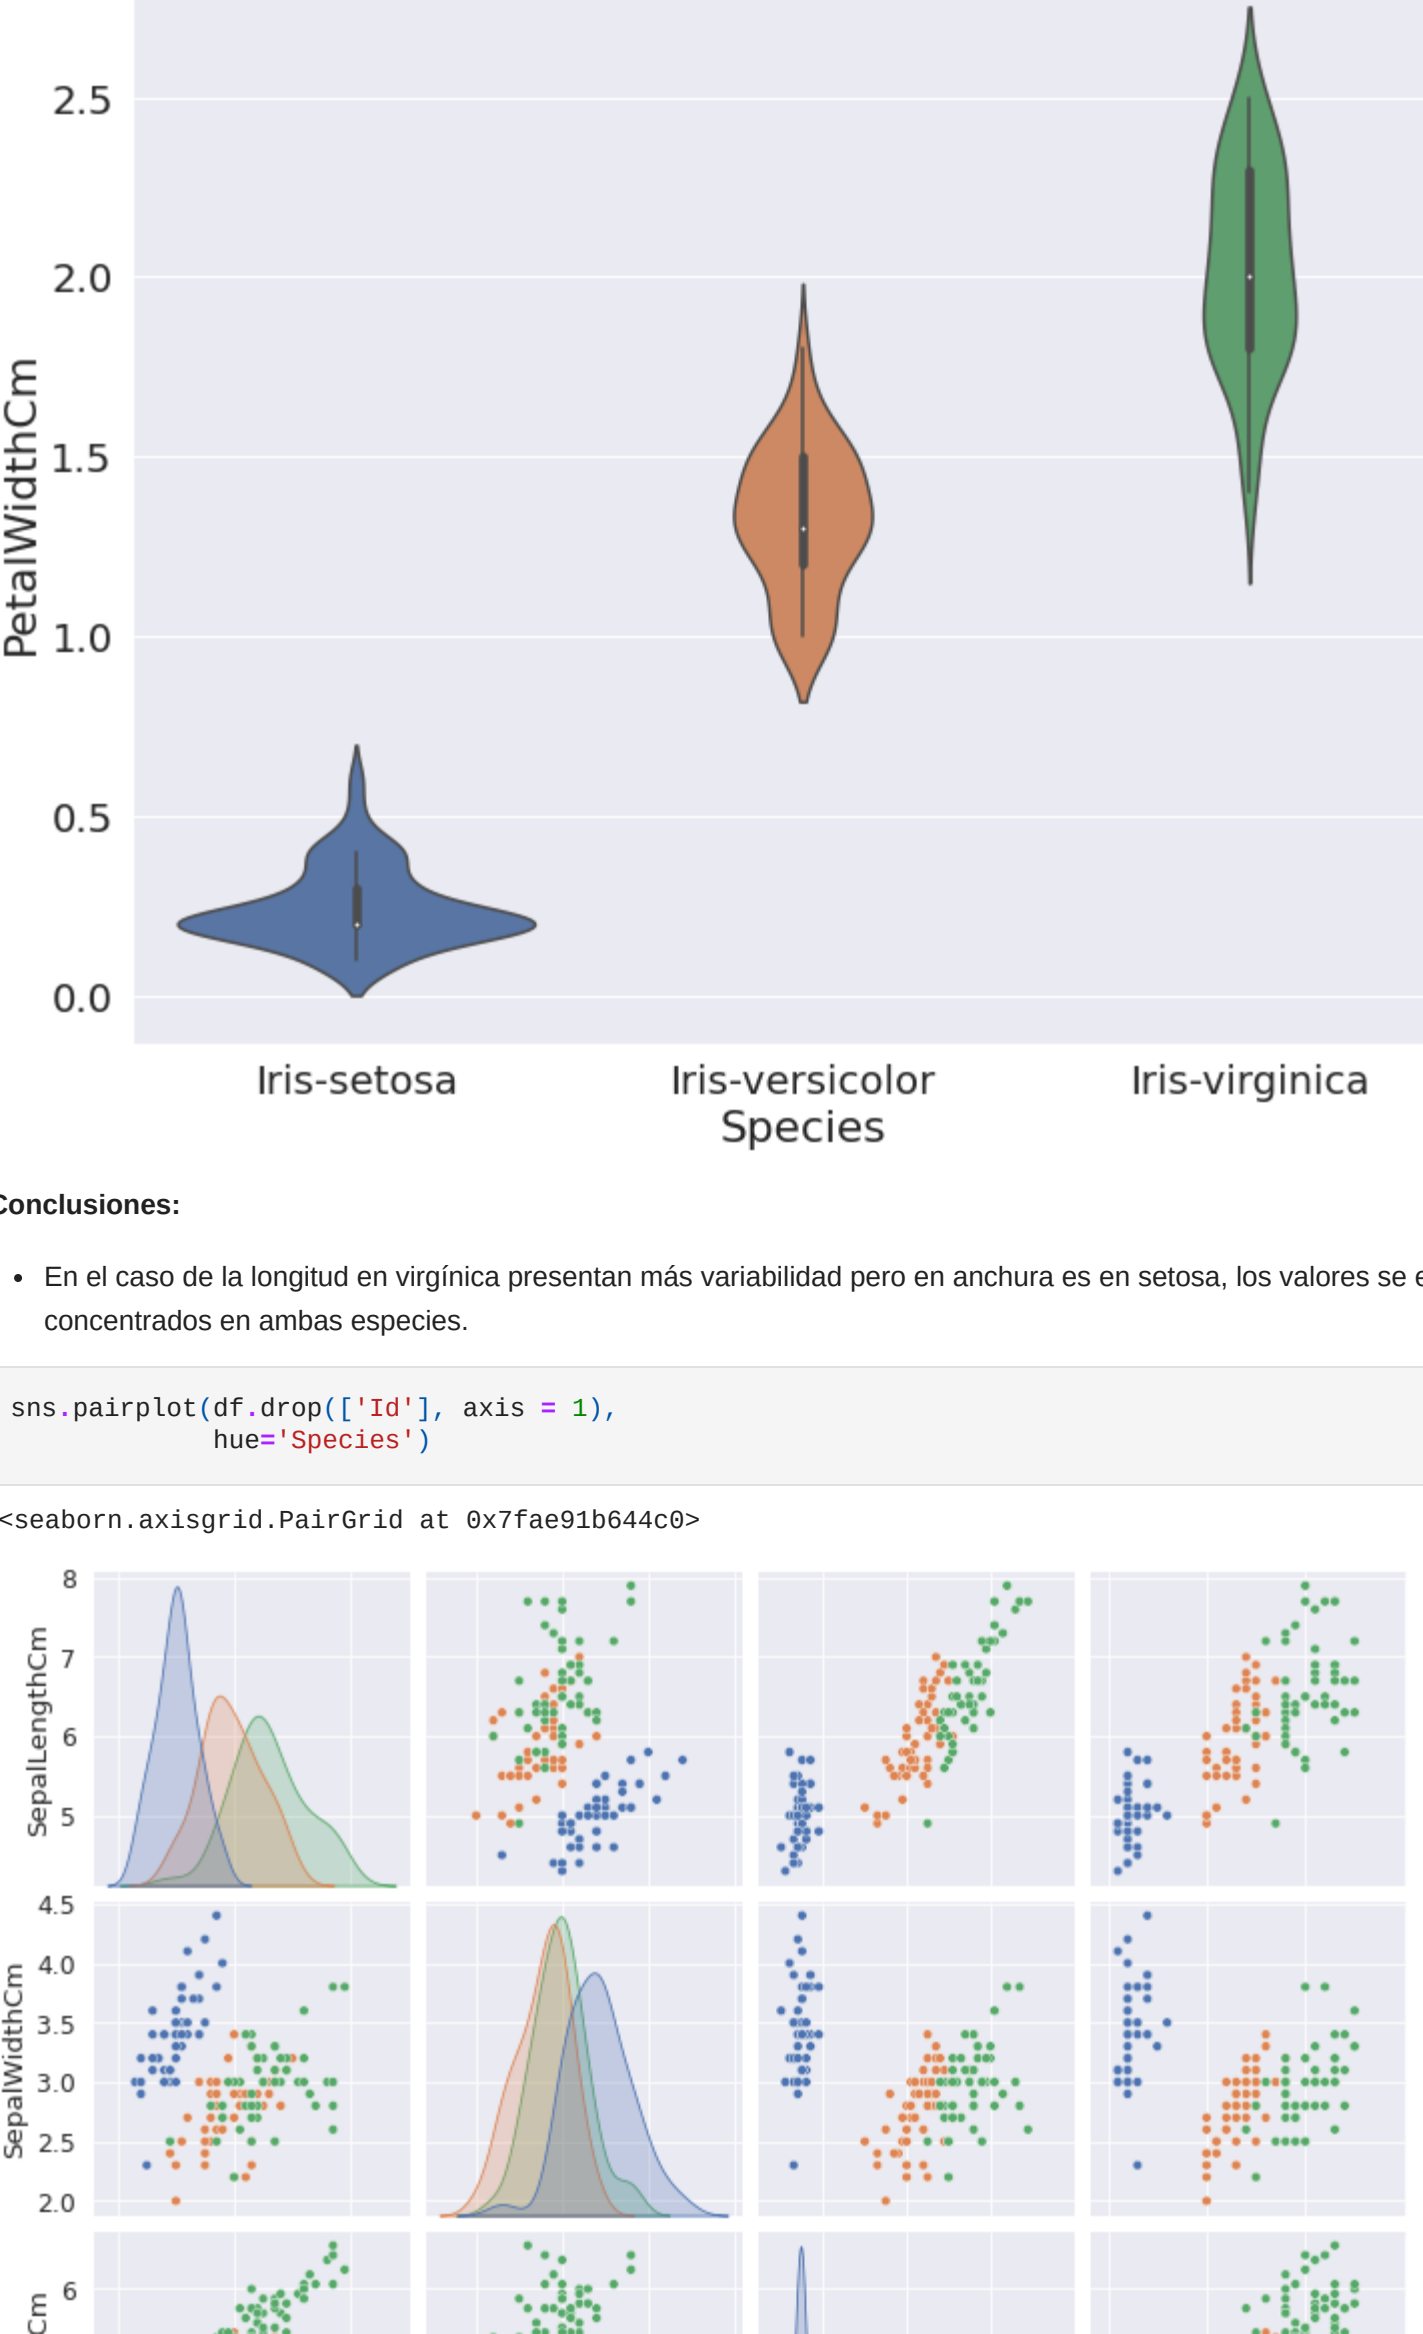 2.5
2.0
1.5
1.0
0.5
0.0
PetalWidthCm
Iris-setosa Iris-versicolor Iris-virginica
Species
Conclusiones:
• En el caso de la longitud en virgínica presentan más variabilidad pero en anchura es en setosa, los valores se
concentrados en ambas especies.
sns.pairplot(df.drop(['Id'], axis = 1),
hue='Species')
<seaborn.axisgrid.PairGrid at 0x7fae91b644c0>
8
7
6
5
SepalLengthCm
4.5
4.0
3.5
3.0
2.5
2.0
SepalWidthCm
6
Cm